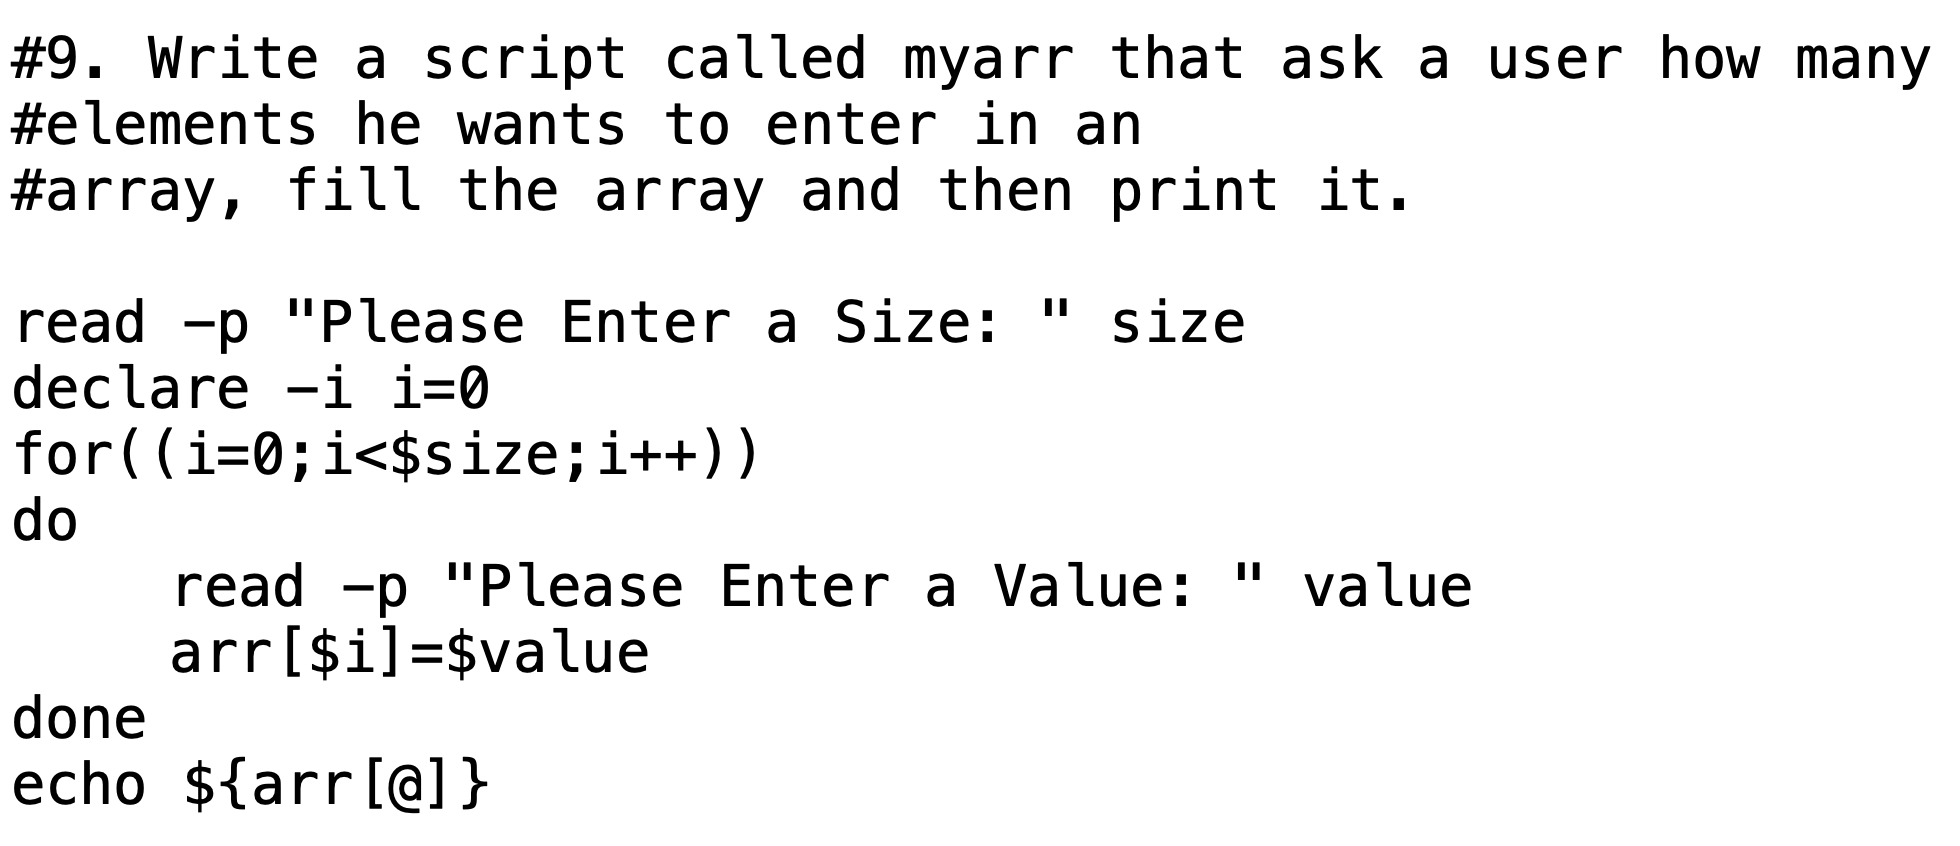 #9. Write a script called myarr that ask a user how many
#elements he wants to enter in an
#array, fill the array and then print it.

read -p "Please Enter a Size: " size
declare -i i=0
for((i=0;i<$size;i++))
do
    read -p "Please Enter a Value: " value
    arr[$i]=$value
done
echo ${arr[@]}